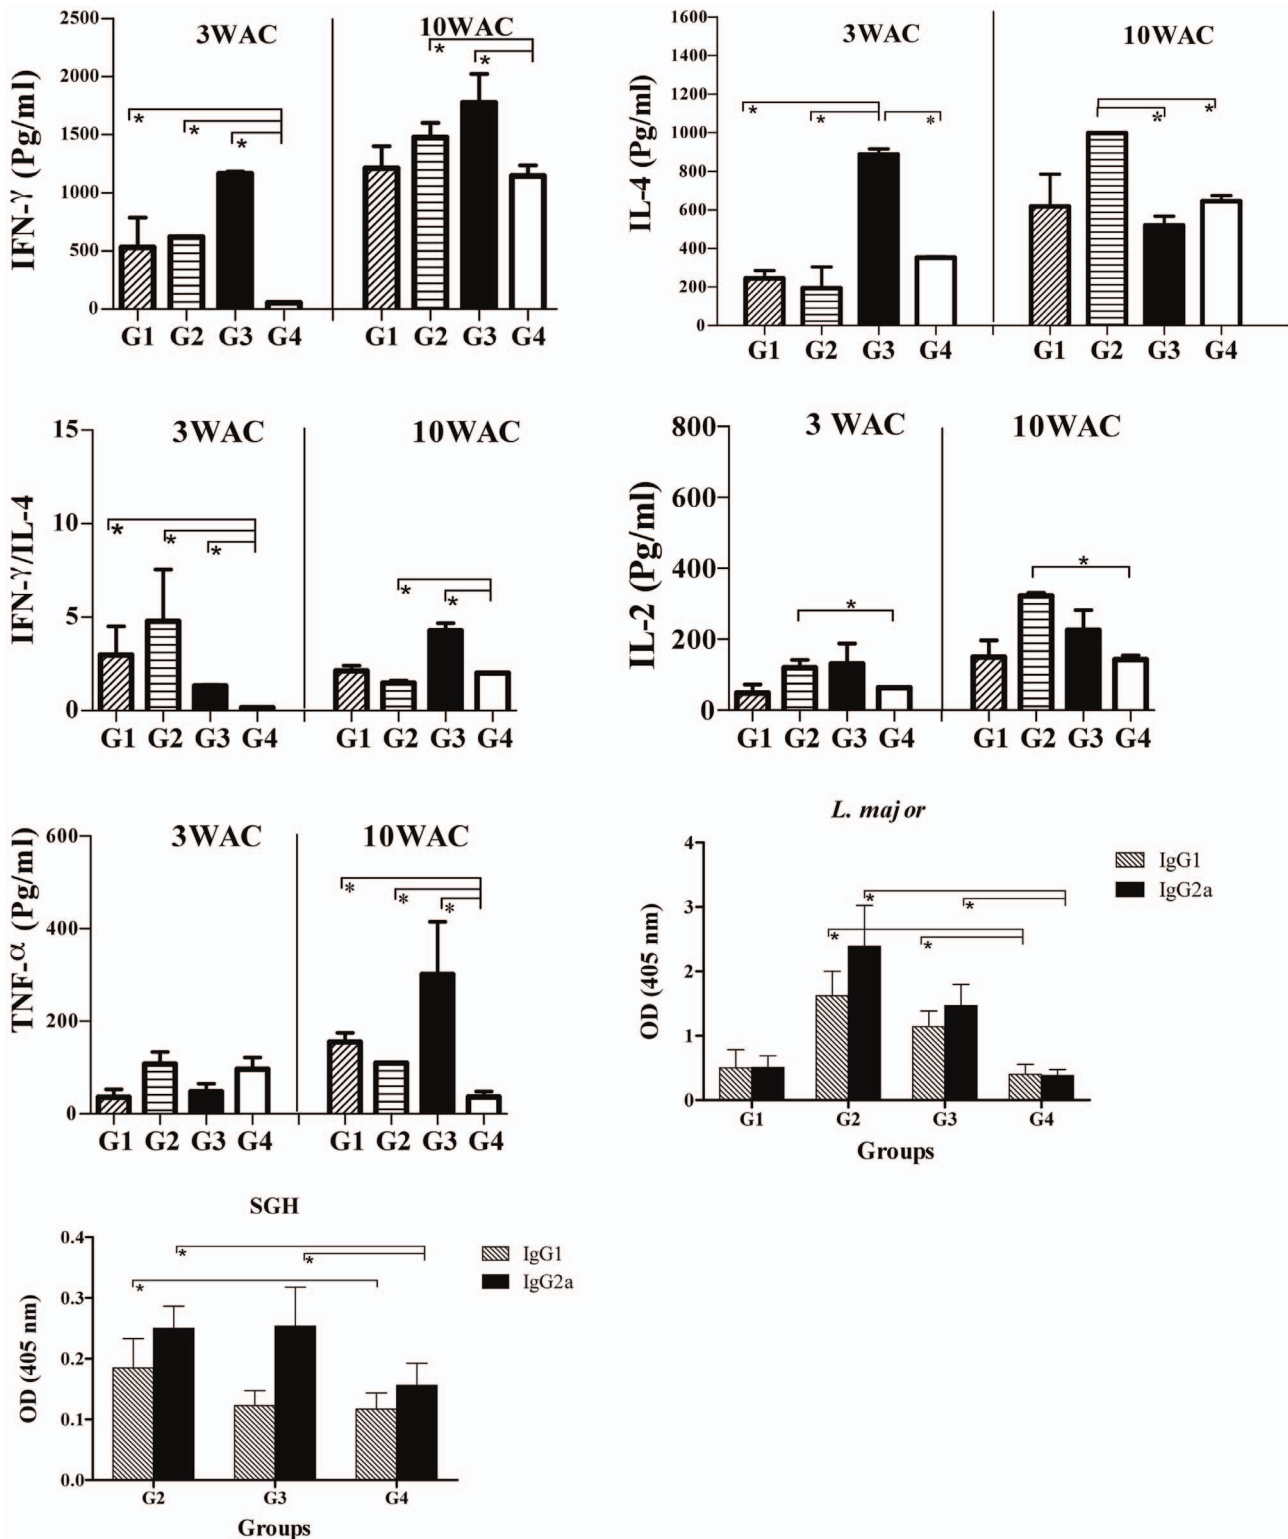 3WAC 10WAC
IFN-γ (Pg/ml)
2500
2000
1500
1000
500
0
* * * * *
G1 G2 G3 G4 G1 G2 G3 G4
3WAC 10WAC
IL-4 (Pg/ml)
1600
1400
1200
1000
800
600
400
200
0
* * * * *
G1 G2 G3 G4 G1 G2 G3 G4
3WAC 10WAC
IFN-γ/IL-4
15
10
5
0
* * * * *
G1 G2 G3 G4 G1 G2 G3 G4
3 WAC 10WAC
IL-2 (Pg/ml)
800
600
400
200
0
* *
G1 G2 G3 G4 G1 G2 G3 G4
3WAC 10WAC
TNF-α (Pg/ml)
600
400
200
0
* * *
G1 G2 G3 G4 G1 G2 G3 G4
L. major
OD (405 nm)
4
3
2
1
0
* * * *
IgG1
IgG2a
G1 G2 G3 G4
Groups
SGH
OD (405 nm)
0.4
0.3
0.2
0.1
0.0
* * *
IgG1
IgG2a
G2 G3 G4
Groups